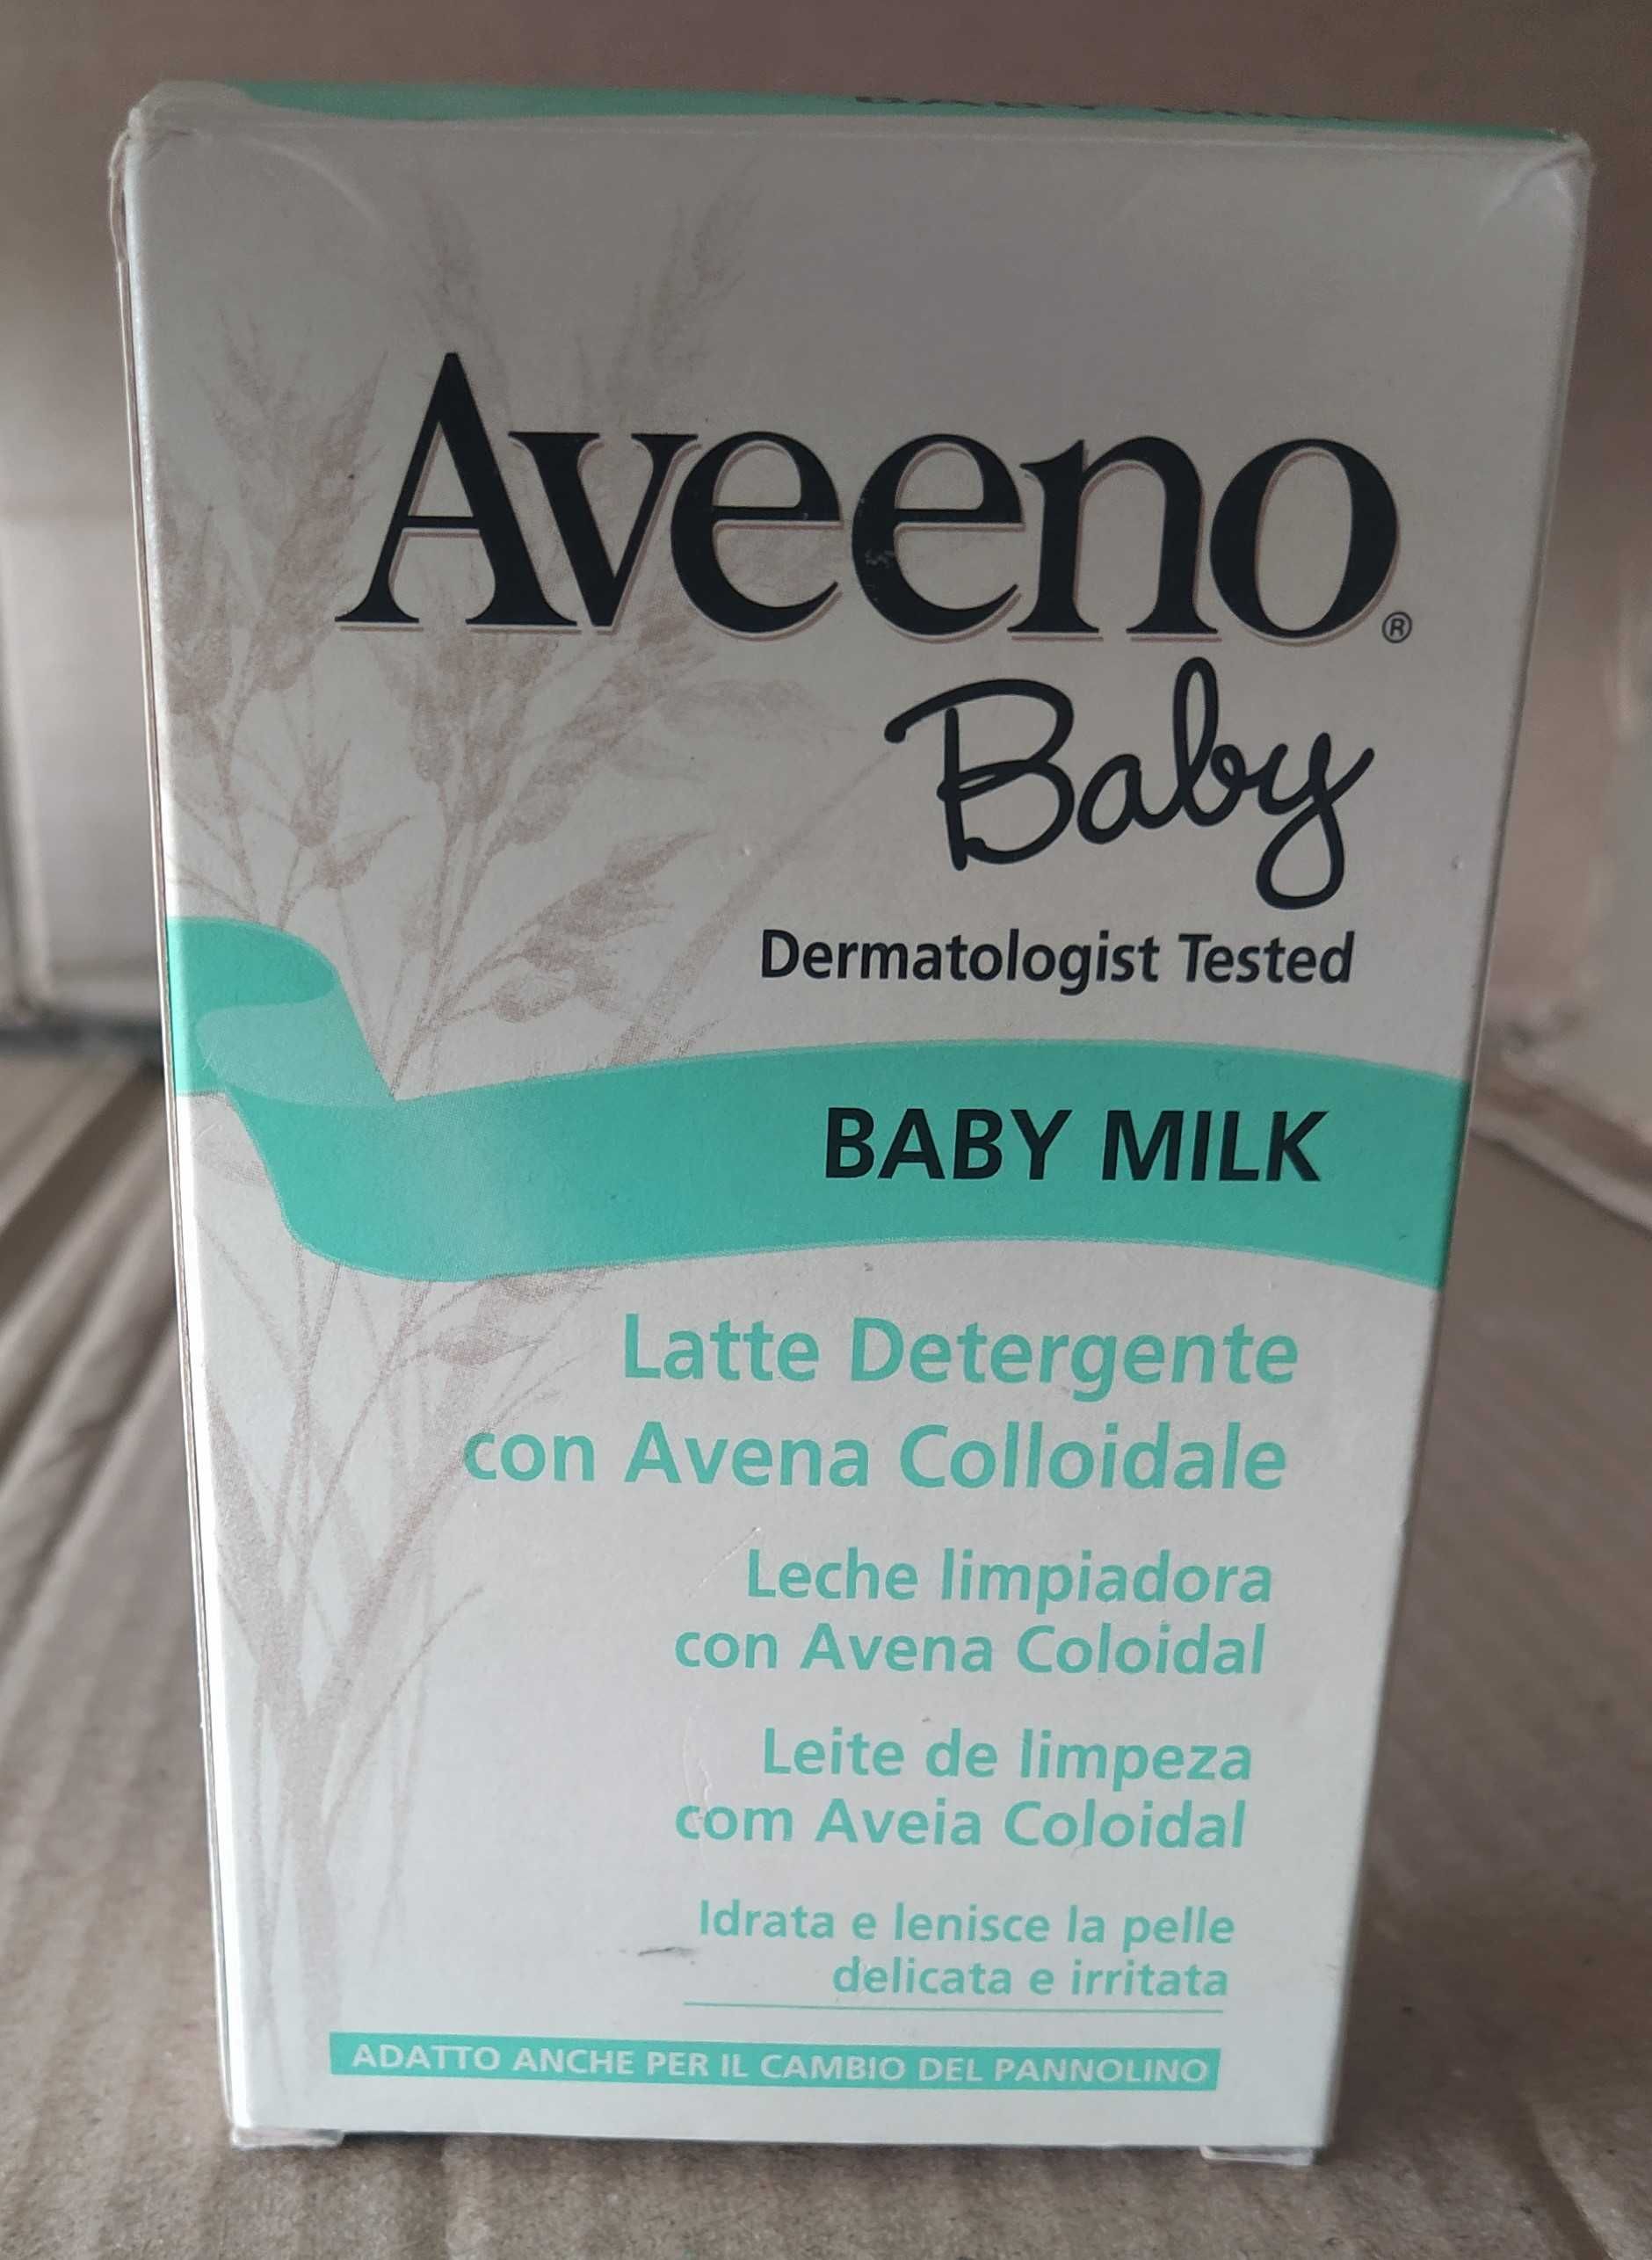 Aveeno®
Baby
Dermatologist Tested
BABY MILK
Latte Detergente
con Avena Colloidale
Leche limpiadora
con Avena Coloidal
Leite de limpeza
com Aveia Coloidal
Idrata e lenisce la pelle
delicata e irritata
ADATTO ANCHE PER IL CAMBIO DEL PANNOLINO